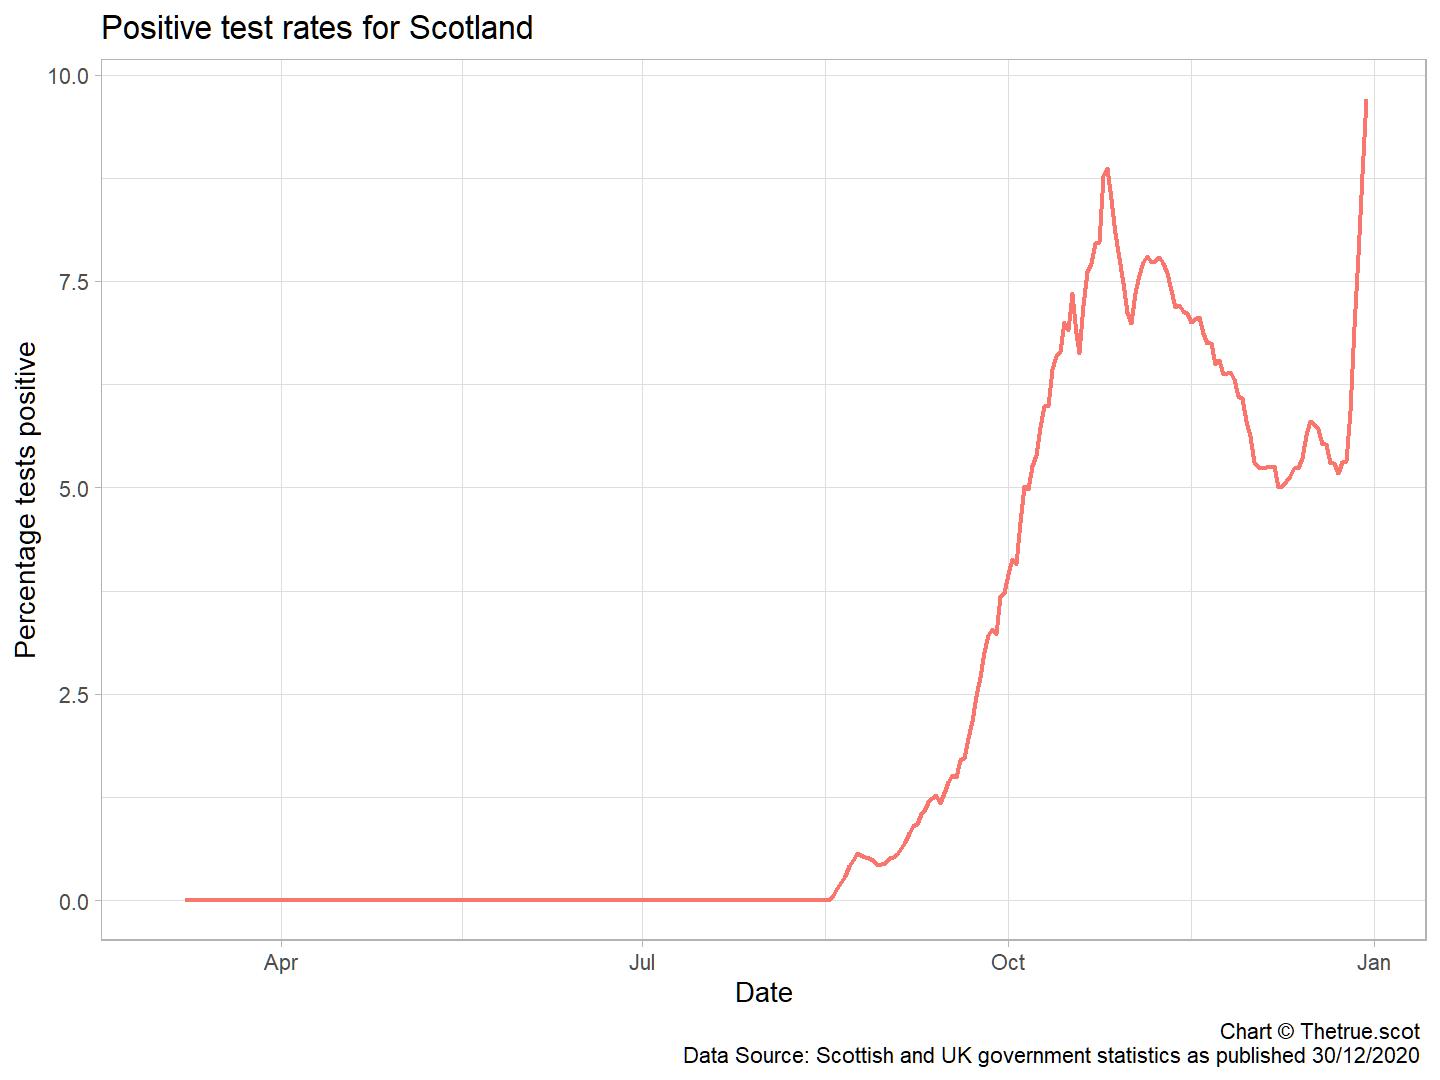 Positive test rates for Scotland
10.0
7.5
5.0
2.5
0.0
Percentage tests positive
Apr Jul Oct Jan
Date
Chart © Thetrue.scot
Data Source: Scottish and UK government statistics as published 30/12/2020